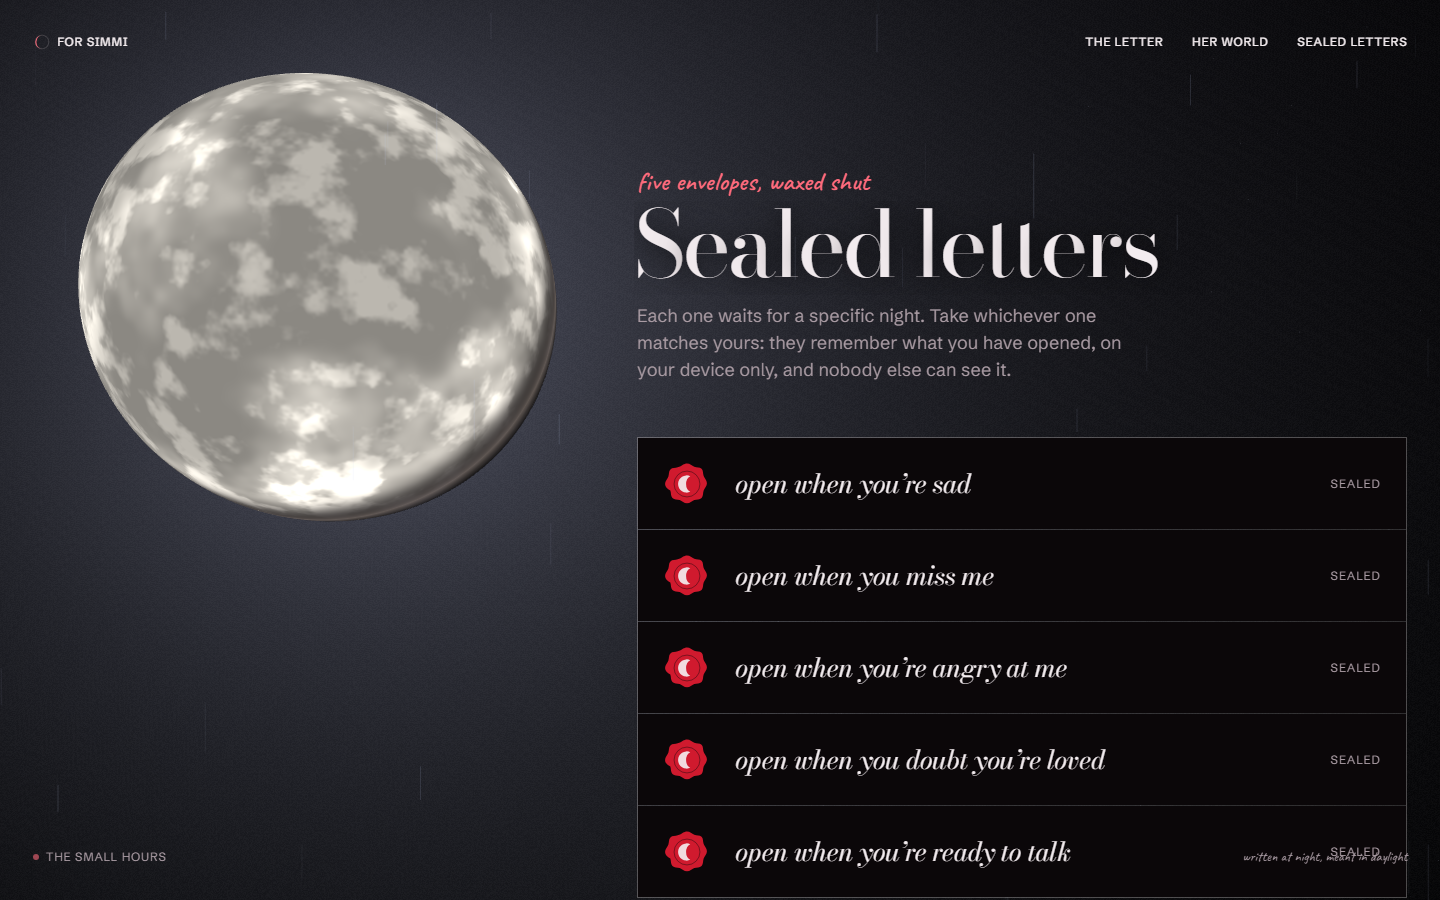 FOR SIMMI
THE LETTER HER WORLD SEALED LETTERS
five envelopes, waxed shut
Sealed letters
Each one waits for a specific night. Take whichever one
matches yours: they remember what you have opened, on
your device only, and nobody else can see it.
open when you’re sad SEALED
open when you miss me SEALED
open when you’re angry at me SEALED
open when you doubt you’re loved SEALED
open when you’re ready to talk SEALED
THE SMALL HOURS
written at night, meant in daylight